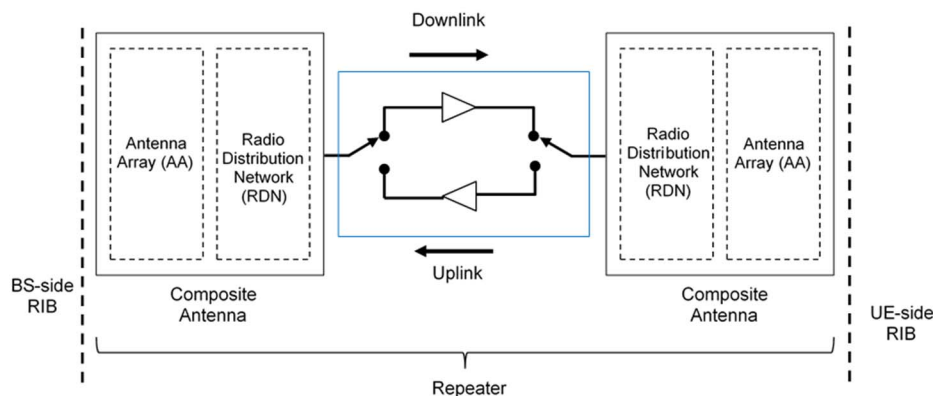 Downlink
Antenna
Array (AA)
Radio
Distribution
Network
(RDN)
Radio
Distribution
Network
(RDN)
Antenna
Array (AA)
Uplink
BS-side
RIB
Composite
Antenna
Composite
Antenna
UE-side
RIB
Repeater